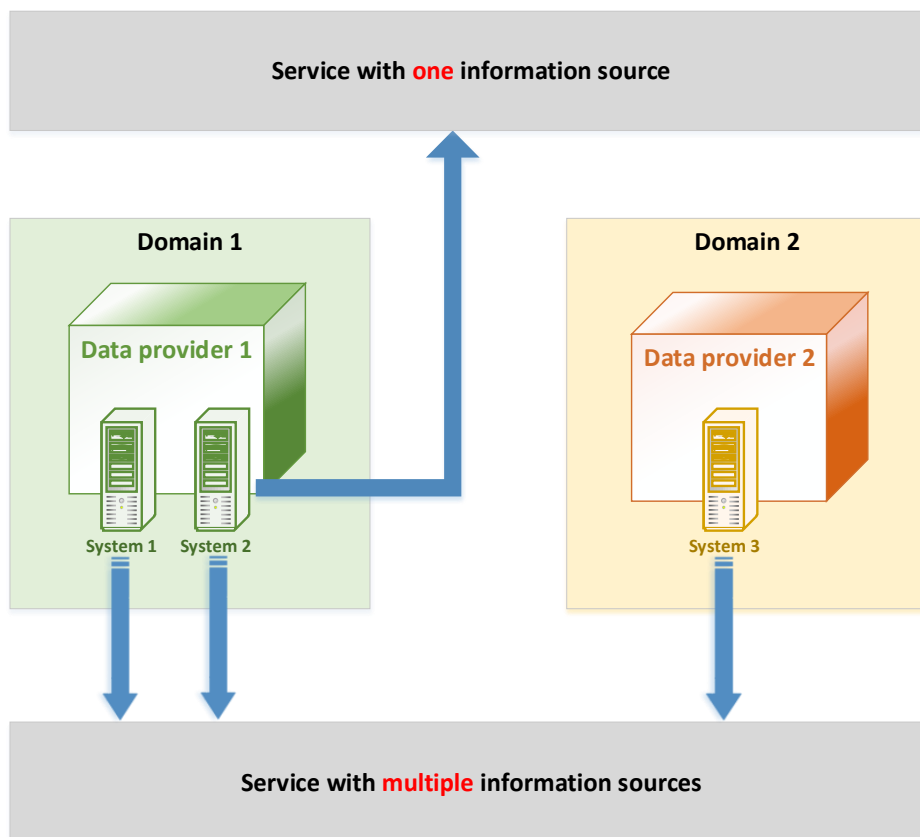 Service with one information source
Domain 1
Domain 2
Data provider 1
Data provider 2
System 1
System 2
System 3
Service with multiple information sources